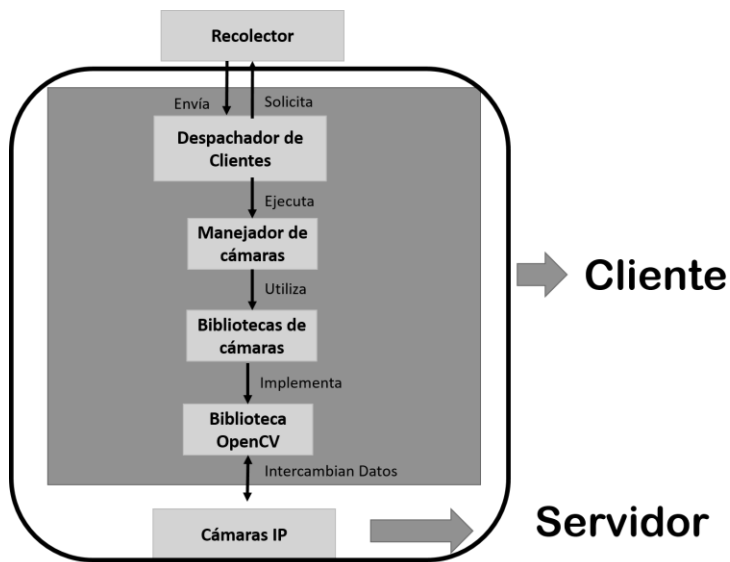 Recolector
Envía
Solicita
Despachador de
Clientes
Ejecuta
Manejador de
cámaras
Utiliza
Cliente
Bibliotecas de
cámaras
Implementa
Biblioteca
OpenCV
Intercambian Datos
Servidor
Cámaras IP